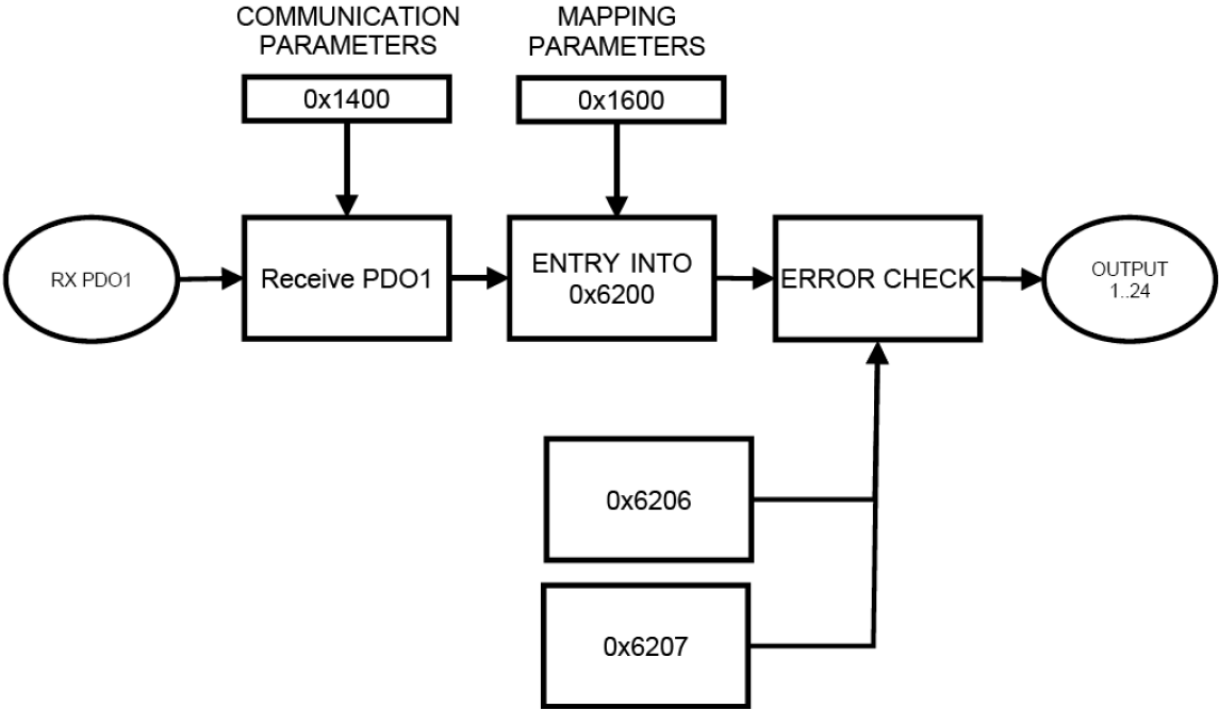 COMMUNICATION
PARAMETERS
MAPPING
PARAMETERS
0x1400
0x1600
RX PDO1
Receive PDO1
ENTRY INTO
0x6200
ERROR CHECK
OUTPUT
1..24
0x6206
0x6207